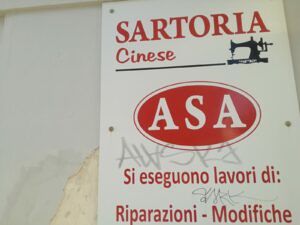 SARTORIA
Cinese
ASA
Si eseguono lavori di:
Riparazioni - Modifiche